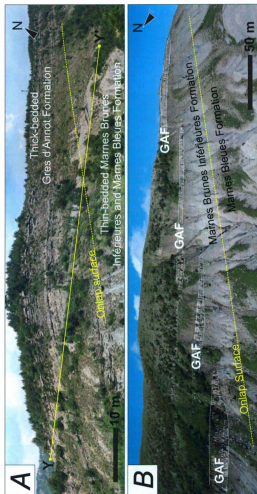 A
N
Thick-bedded
Gres d'Annot Formation
Y
Y'
Onlap surface
Thin-bedded Marnes Brunes
Inférieures and Marnes Bleues Formation
10 m
B
N
GAF
GAF
GAF
GAF
Marnes Brunes Inférieures Formation
Marnes Bleues Formation
Onlap Surface
50 m